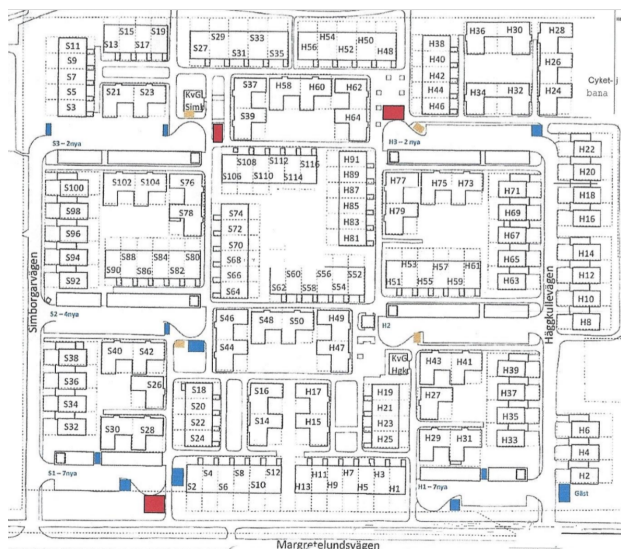 S15 S19
S13 S17
S11
S9
S7
S5
S3
S21 S23
S29 S33
S27 S31 S35
H54 H50
H56 H52 H48
H38
H40
H42
H44
H46
H36 H30
H34 H32
H28
H26
H24
Cykel-
bana
KvGl
S37
S39
H58 H60
H62
H64
S3 – 2nya
H3 – 2 nya
S108 S112 S116
S106 S110 S114
H91
H89
H87
H85
H83
H81
H22
H20
H18
H16
H14
H12
H10
H8
S100
S98
S96
S94
S92
S102 S104
S76
S78
S88 S84 S80
S90 S86 S82
S74
S72
S70
S68
S66
S64
S60 S56 S52
S62 S58 S54
H77
H79
H75 H73
H71
H69
H67
H65
H63
H53 H57 H61
H51 H55 H59
Simborgarvägen
Häggkullevägen
S2 – 4nya
H2
S46
S44
S48 S50
H49
H47
KvG
S38
S36
S34
S32
S40 S42
S26
S30 S28
S18
S20
S22
S24
S16
S14
H17
H15
H19
H21
H23
H25
H43 H41
H27
H29 H31
H39
H37
H35
H33
H6
H4
H2
Gäst
S1 – 7nya
H1 – 7nya
S4 S8 S12
S2 S6 S10
H11 H7 H3
H13 H9 H5 H1
Margretelundsvägen